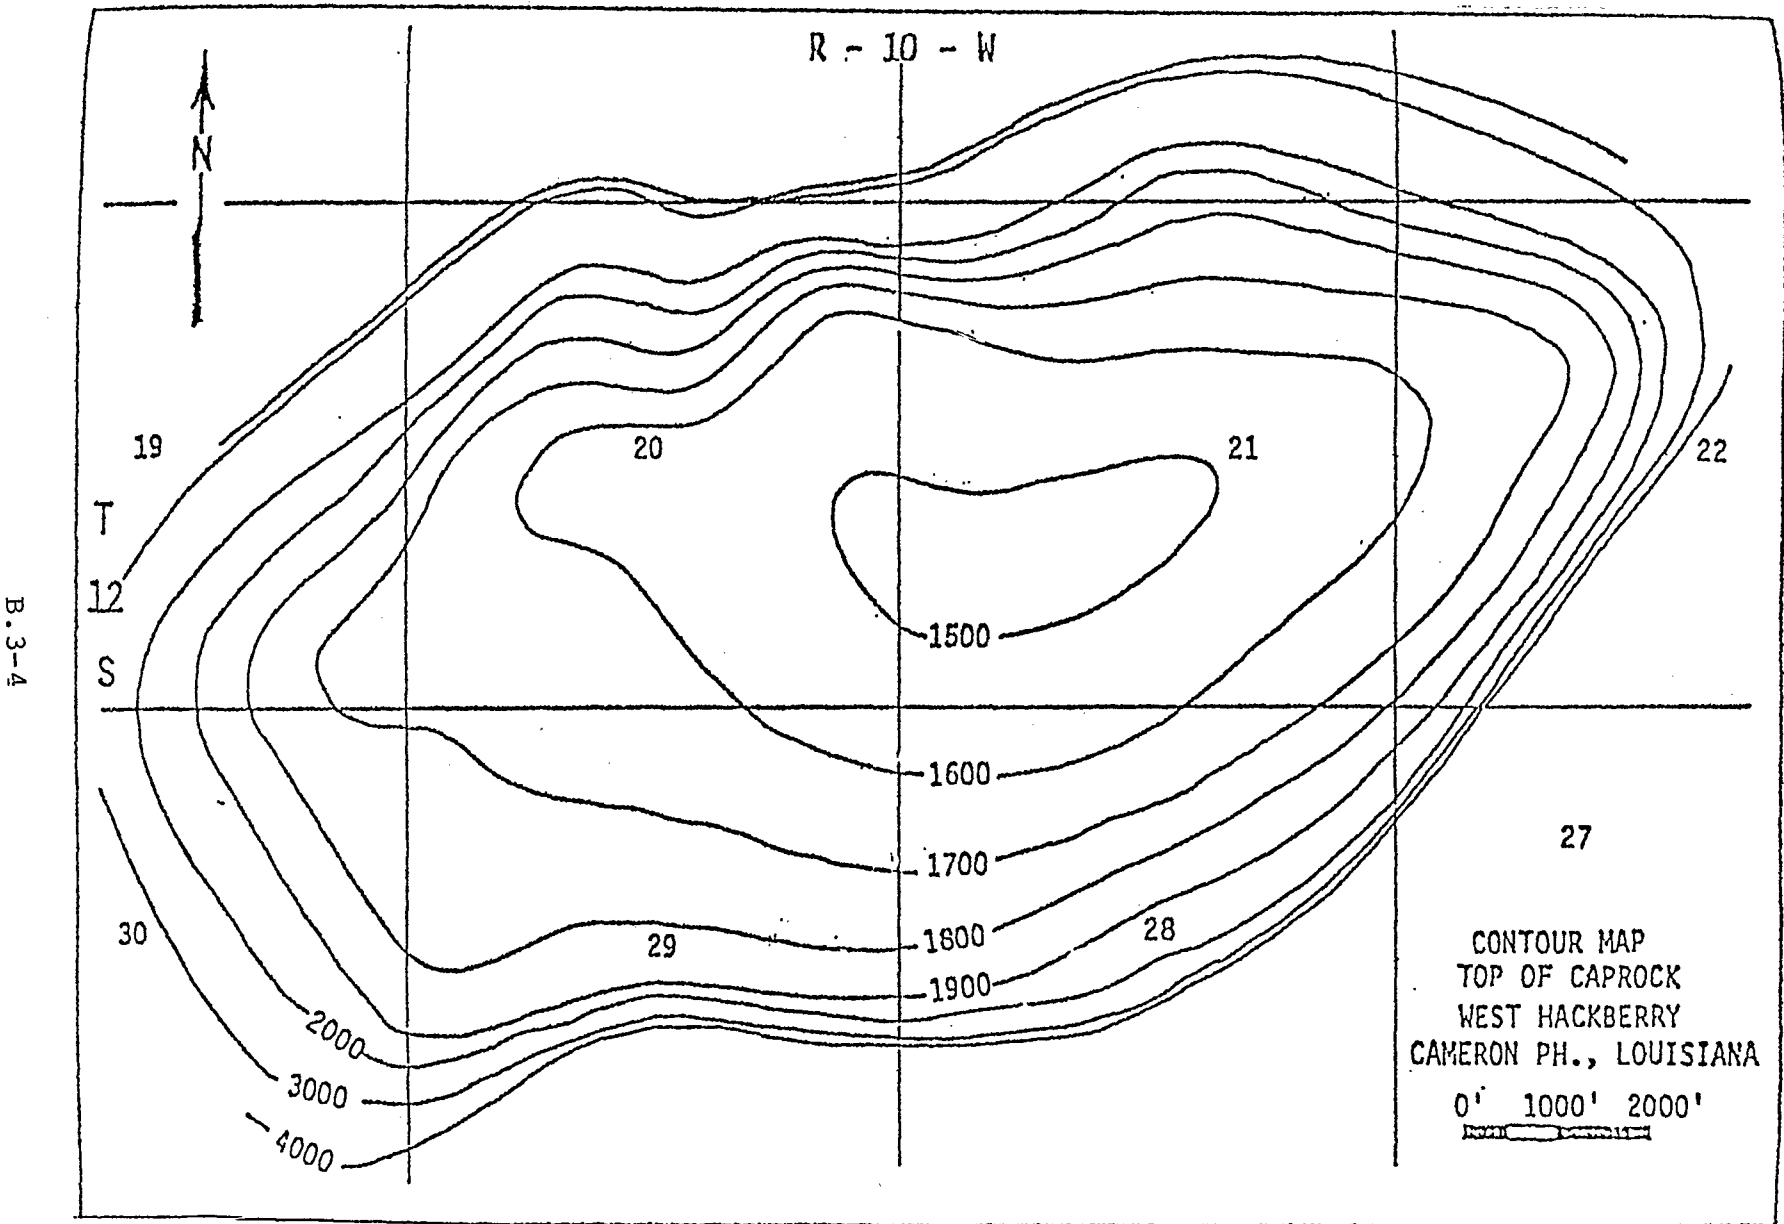 R - 10 - W
N
19
20
21
22
T
12
S
1500
1600
1700
27
30
29
1800
28
1900
2000
3000
4000
CONTOUR MAP
TOP OF CAPROCK
WEST HACKBERRY
CAMERON PH., LOUISIANA
0' 1000' 2000'
B.3-4